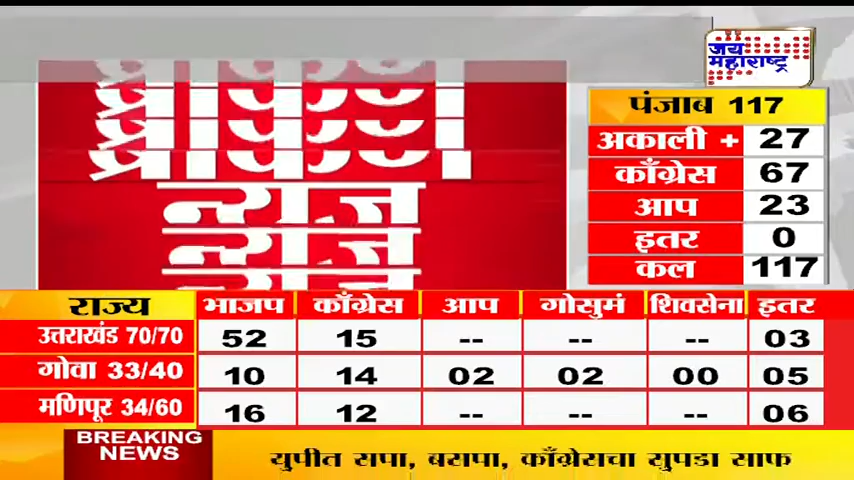 जय
महाराष्ट्र
ब्रेकिंग
न्यूज
पंजाब 117
अकाली + 27
काँग्रेस 67
आप 23
इतर 0
कल 117
राज्य भाजप काँग्रेस आप गोसुमं शिवसेना इतर
उत्तराखंड 70/70 52 15 -- -- -- 03
गोवा 33/40 10 14 02 02 00 05
मणिपूर 34/60 16 12 -- -- -- 06
BREAKING
NEWS
युपीत सपा, बसपा, काँग्रेसचा सुपडा साफ